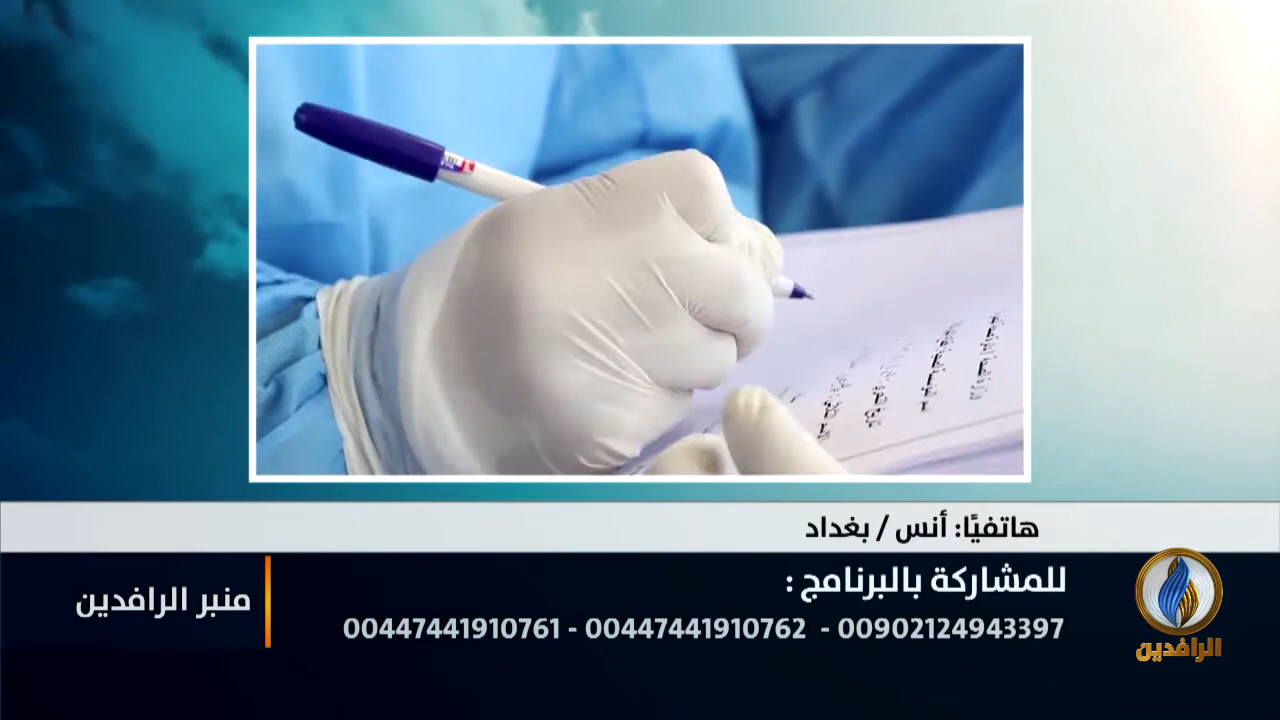 هاتفيًا: أنس / بغداد
للمشاركة بالبرنامج :
00447441910761 - 00447441910762 - 00902124943397
منبر الرافدين
الرافدين